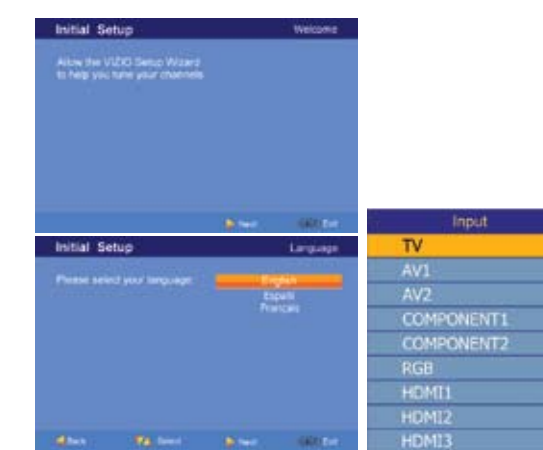 Initial Setup Welcome
Allow the VIZIO Setup Wizard
to help you tune your channels
Next Exit
Initial Setup Language
Please select your language: English
Español
Français
Back Select Next Exit
Input
TV
AV1
AV2
COMPONENT1
COMPONENT2
RGB
HDMI1
HDMI2
HDMI3